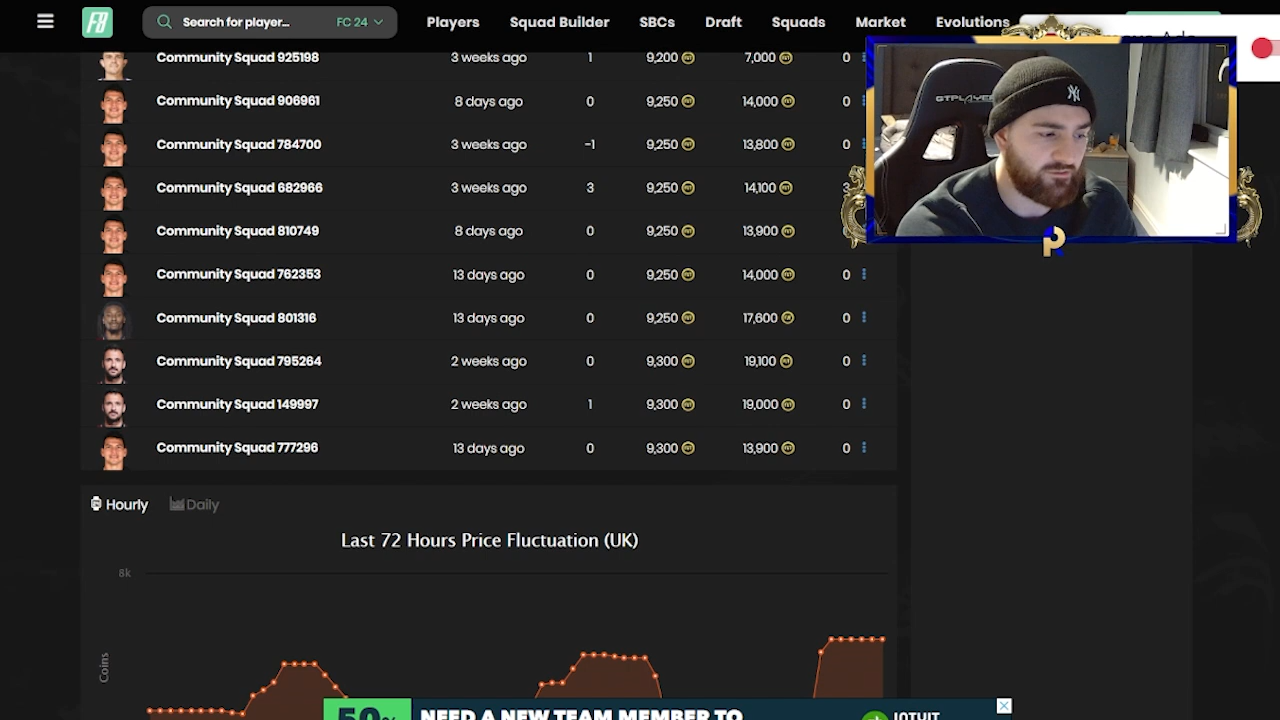 F8 Search for player... FC 24 Players Squad Builder SBCs Draft Squads Market Evolutions
Community Squad 925198 3 weeks ago 1 9,200 7,000 0
Community Squad 906961 8 days ago 0 9,250 14,000 0
Community Squad 784700 3 weeks ago -1 9,250 13,800 0
Community Squad 682966 3 weeks ago 3 9,250 14,100 3
Community Squad 810749 8 days ago 0 9,250 13,900 0
Community Squad 762353 13 days ago 0 9,250 14,000 0
Community Squad 801316 13 days ago 0 9,250 17,600 0
Community Squad 795264 2 weeks ago 0 9,300 19,100 0
Community Squad 149997 2 weeks ago 1 9,300 19,000 0
Community Squad 777296 13 days ago 0 9,300 13,900 0
GTPLAYER
NY
Hourly Daily
Last 72 Hours Price Fluctuation (UK)
8k
Coins
50% NEED A NEW TEAM MEMBER TO INTUIT